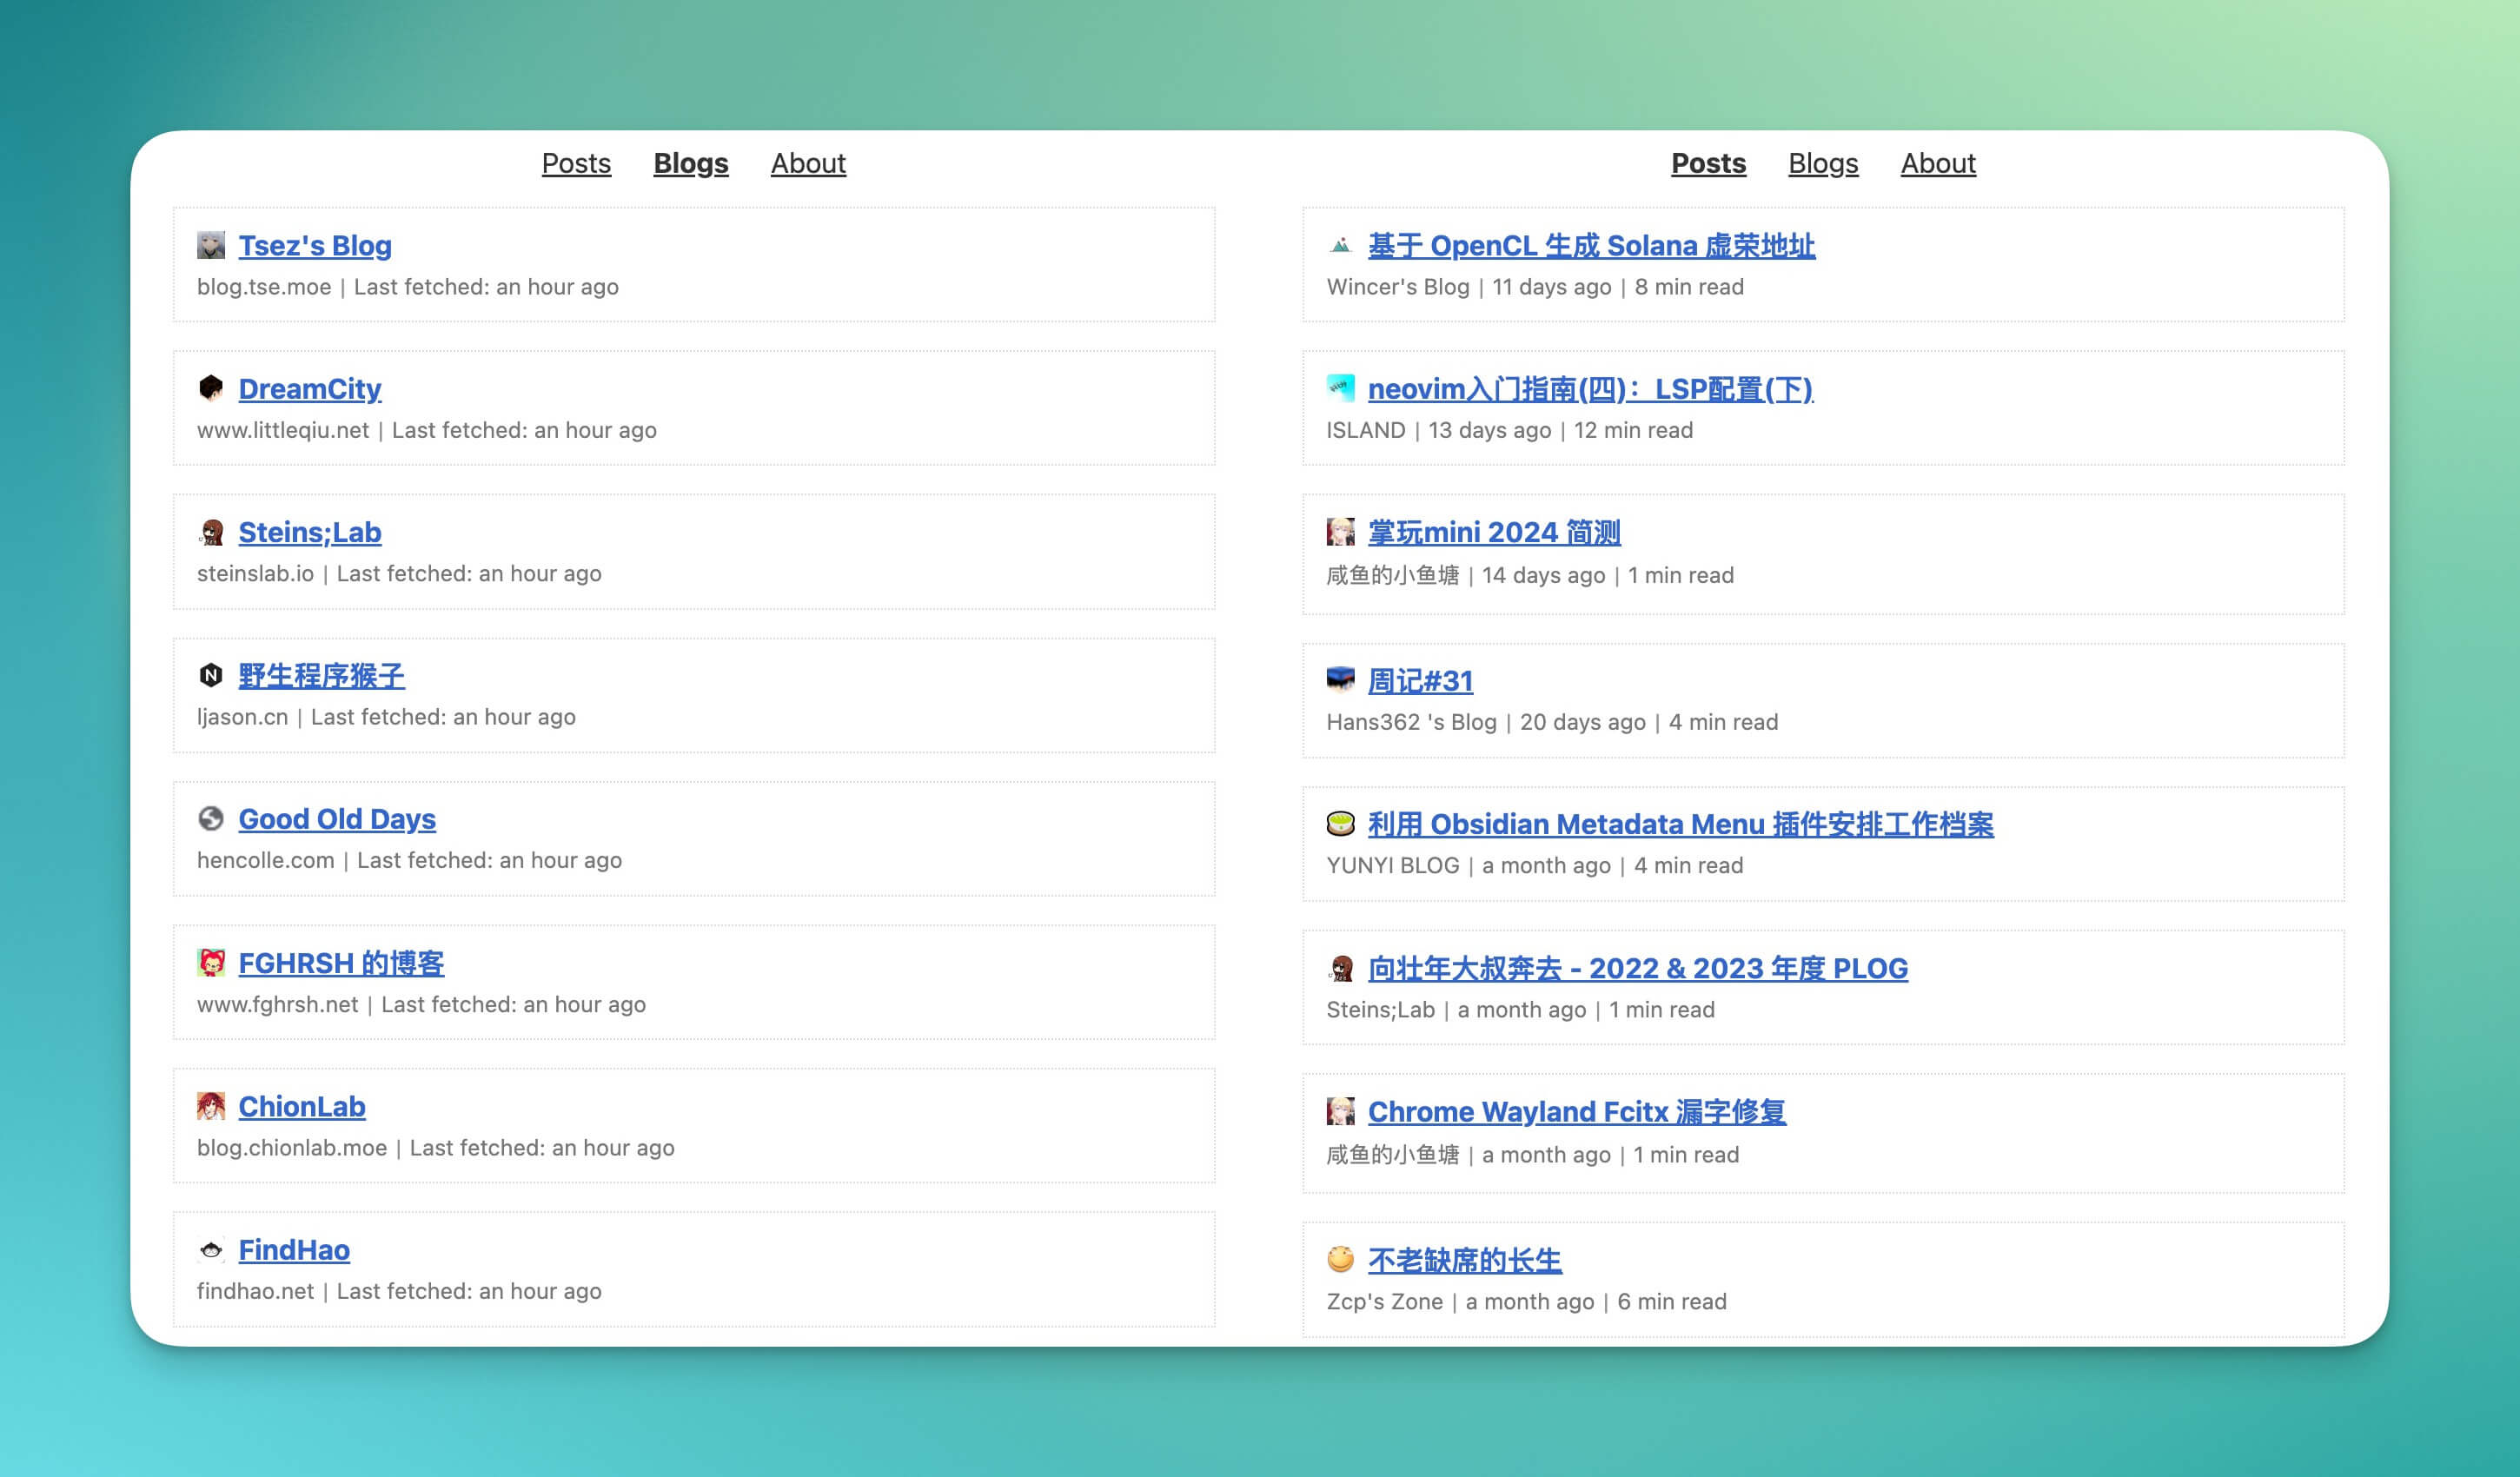 Posts Blogs About
Tsez's Blog
blog.tse.moe | Last fetched: an hour ago
DreamCity
www.littleqiu.net | Last fetched: an hour ago
Steins;Lab
steinslab.io | Last fetched: an hour ago
野生程序猴子
ljason.cn | Last fetched: an hour ago
Good Old Days
hencolle.com | Last fetched: an hour ago
FGHRSH 的博客
www.fghrsh.net | Last fetched: an hour ago
ChionLab
blog.chionlab.moe | Last fetched: an hour ago
FindHao
findhao.net | Last fetched: an hour ago
Posts Blogs About
基于 OpenCL 生成 Solana 虚荣地址
Wincer's Blog | 11 days ago | 8 min read
neovim入门指南(四)：LSP配置(下)
ISLAND | 13 days ago | 12 min read
掌玩mini 2024 简测
咸鱼的小鱼塘 | 14 days ago | 1 min read
周记#31
Hans362 's Blog | 20 days ago | 4 min read
利用 Obsidian Metadata Menu 插件安排工作档案
YUNYI BLOG | a month ago | 4 min read
向壮年大叔奔去 - 2022 & 2023 年度 PLOG
Steins;Lab | a month ago | 1 min read
Chrome Wayland Fcitx 漏字修复
咸鱼的小鱼塘 | a month ago | 1 min read
不老缺席的长生
Zcp's Zone | a month ago | 6 min read